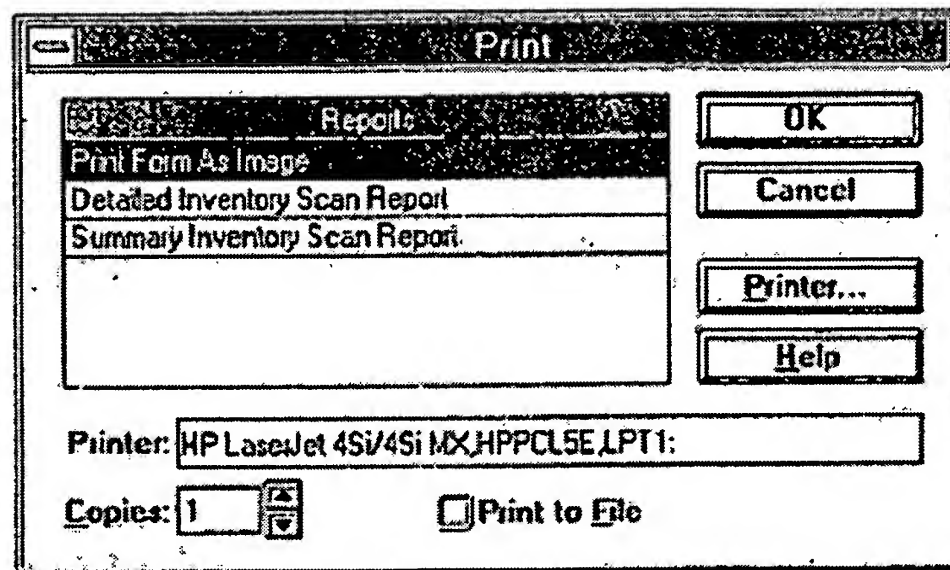 Print
Reports
Print Form As Image
Detailed Inventory Scan Report
Summary Inventory Scan Report
OK
Cancel
Printer...
Help
Printer: HP LaserJet 4Si/4Si MX,HPPCL5E,LPT1:
Copies: 1
Print to File